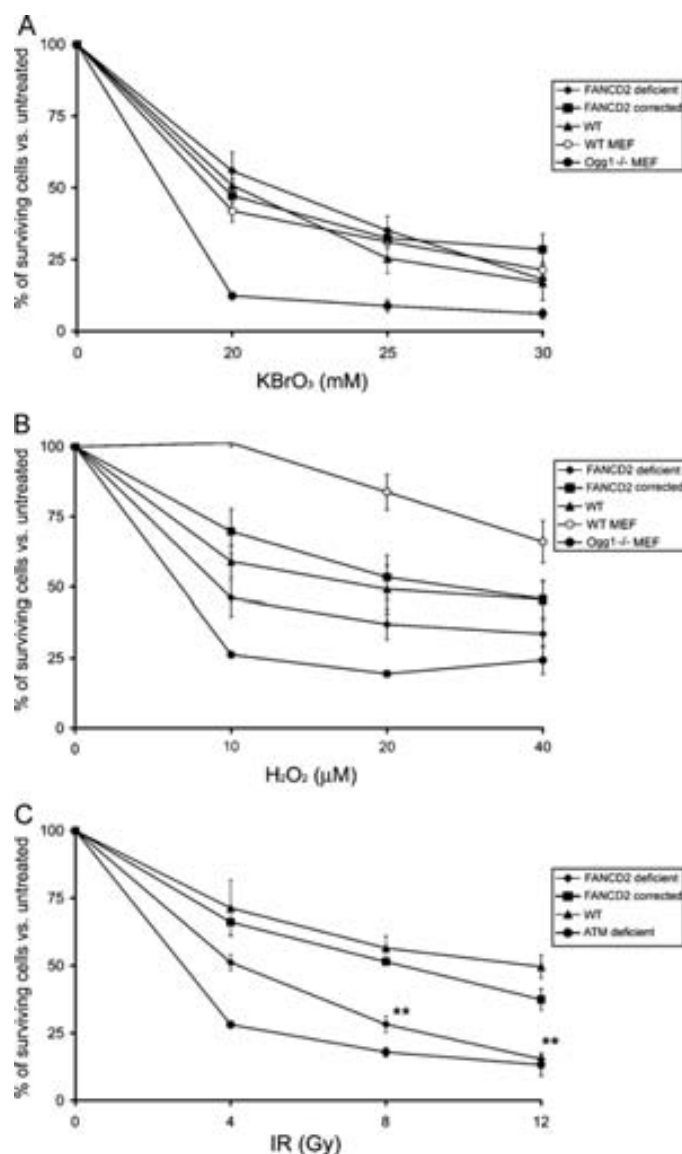 A
% of surviving cells vs. untreated
100
75
50
25
0
0 20 25 30
KBrO₃ (mM)
FANCD2 deficient
FANCD2 corrected
WT
WT MEF
Ogg1-/- MEF
B
% of surviving cells vs. untreated
100
75
50
25
0
0 10 20 40
H₂O₂ (µM)
FANCD2 deficient
FANCD2 corrected
WT
WT MEF
Ogg1-/- MEF
C
% of surviving cells vs. untreated
100
75
50
25
0
**
**
0 4 8 12
IR (Gy)
FANCD2 deficient
FANCD2 corrected
WT
ATM deficient